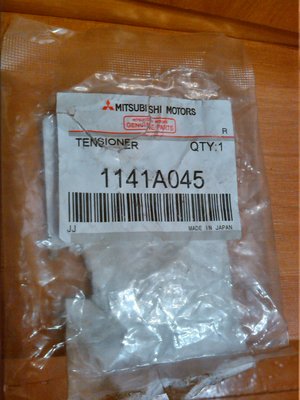 MITSUBISHI MOTORS
GENUINE PARTS
R
TENSIONER QTY:1
1141A045
JJ MADE IN JAPAN